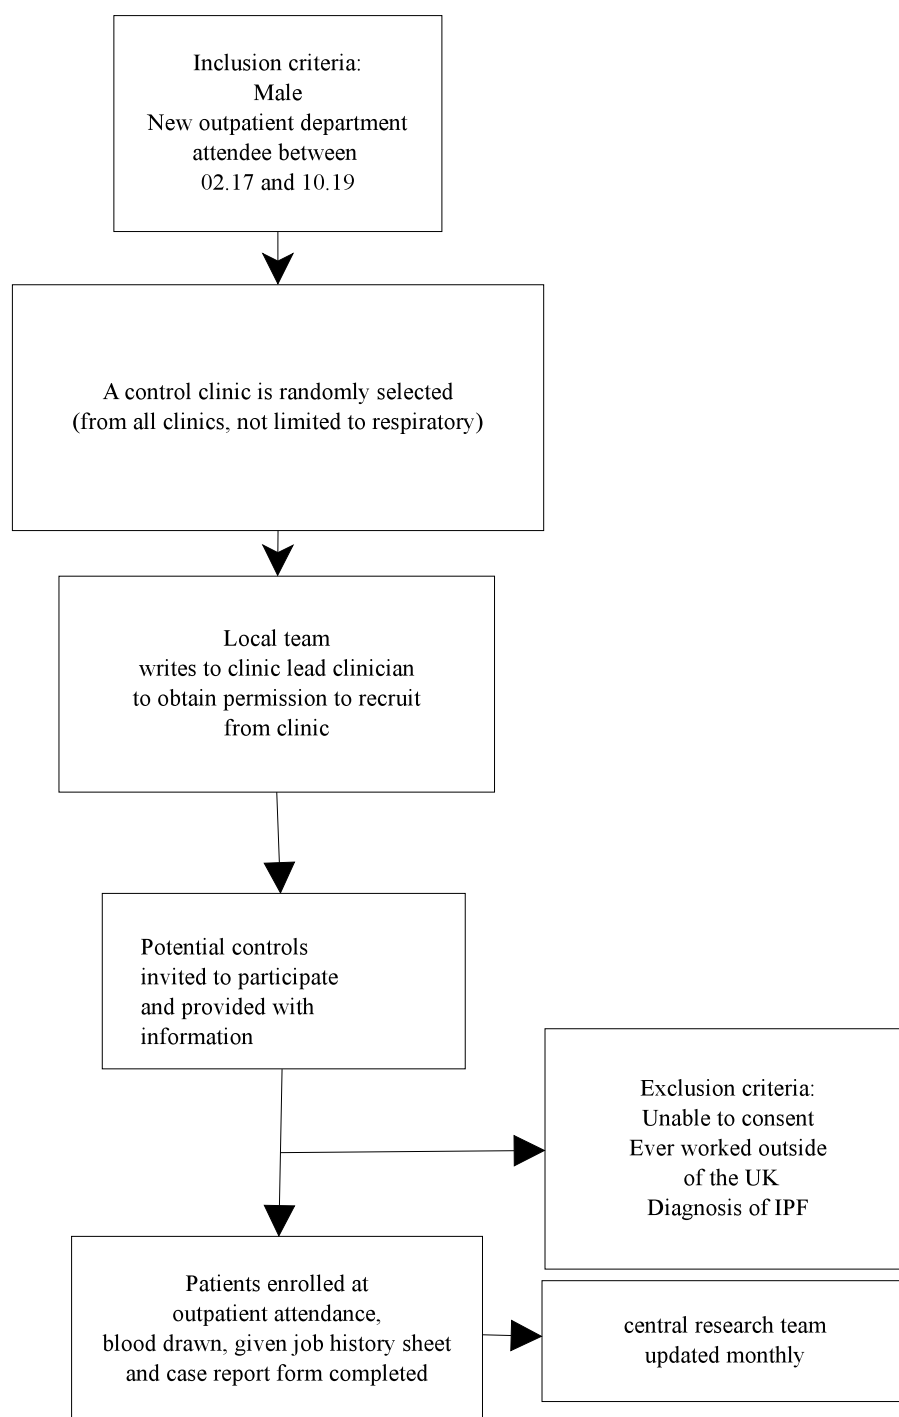 Inclusion criteria:
Male
New outpatient department
attendee between
02.17 and 10.19
A control clinic is randomly selected
(from all clinics, not limited to respiratory)
Local team
writes to clinic lead clinician
to obtain permission to recruit
from clinic
Potential controls
invited to participate
and provided with
information
Exclusion criteria:
Unable to consent
Ever worked outside
of the UK
Diagnosis of IPF
Patients enrolled at
outpatient attendance,
blood drawn, given job history sheet
and case report form completed
central research team
updated monthly